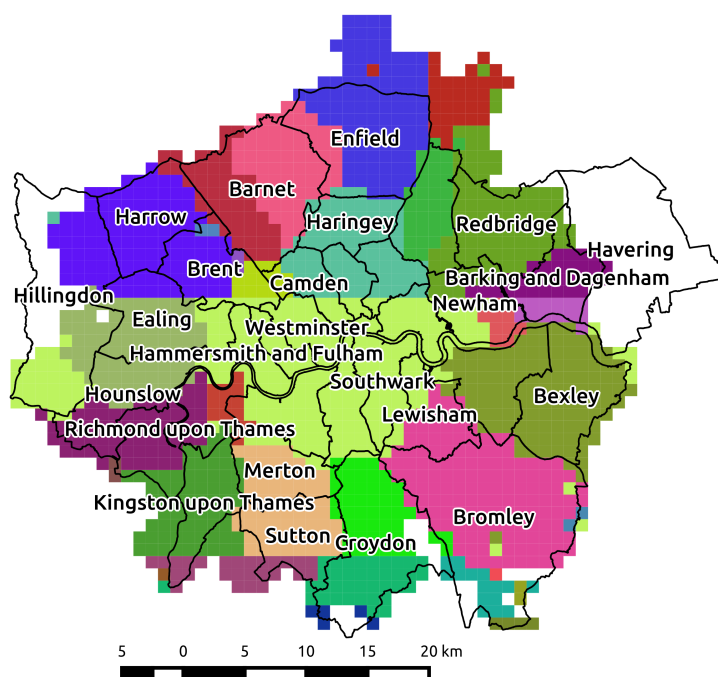 Enfield
Barnet
Harrow
Haringey
Redbridge
Havering
Brent
Camden
Barking and Dagenham
Hillingdon
Newham
Ealing
Westminster
Hammersmith and Fulham
Southwark
Hounslow
Bexley
Lewisham
Richmond upon Thames
Merton
Kingston upon Thames
Bromley
Sutton
Croydon
5 0 5 10 15 20 km